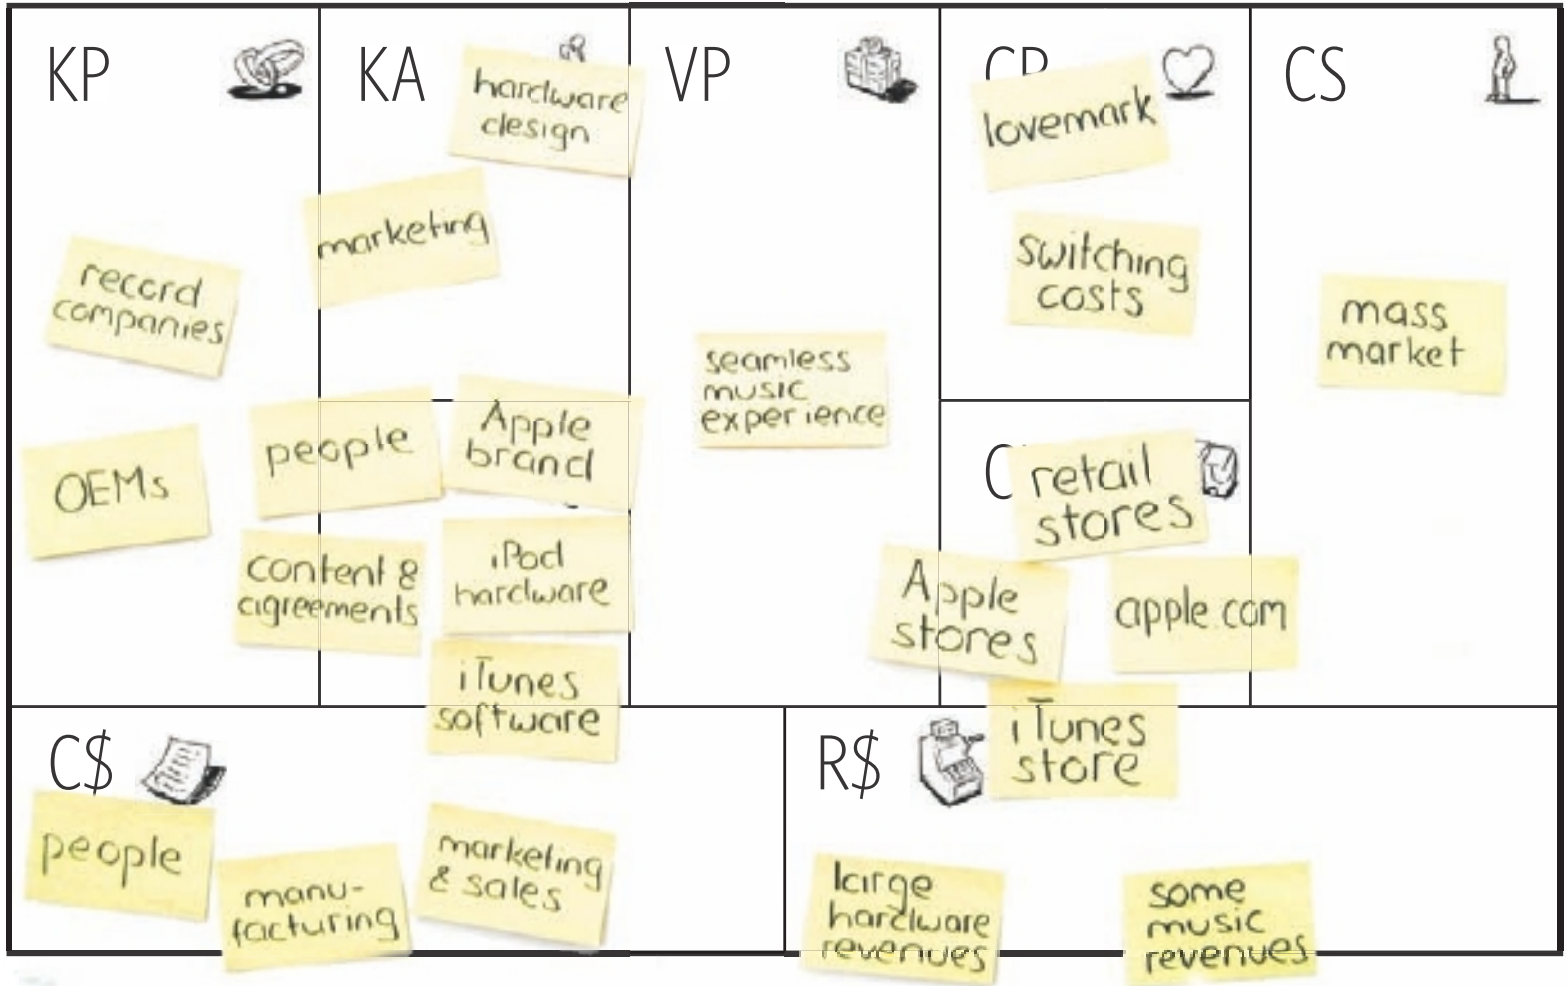 KP
KA
VP
CR
CS
hardware
design
marketing
record
companies
OEMs
people
Apple
brand
content &
agreements
iPod
hardware
iTunes
software
seamless
music
experience
lovemark
switching
costs
retail
stores
Apple
stores
apple.com
iTunes
store
mass
market
C$
people
manu-
facturing
marketing
& sales
R$
large
hardware
revenues
some
music
revenues